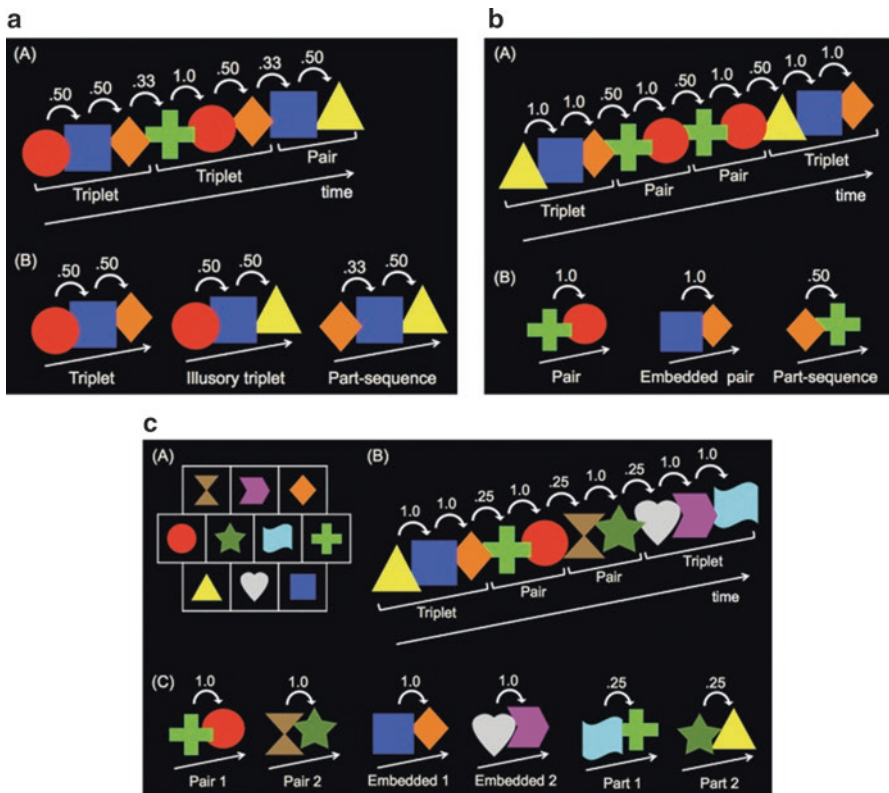 a
(A)
.50 .50 .33 1.0 .50 .33 .50
Triplet Triplet Pair
time
(B)
.50 .50 .50 .50 .33 .50
Triplet Illusory triplet Part-sequence
b
(A)
1.0 1.0 .50 1.0 .50 1.0 .50 1.0 1.0
Triplet Pair Pair Triplet
time
(B)
1.0 1.0 .50
Pair Embedded pair Part-sequence
c
(A)
(B)
1.0 1.0 .25 1.0 .25 1.0 .25 1.0 1.0
Triplet Pair Pair Triplet
time
(C)
1.0 1.0 1.0 1.0 .25 .25
Pair 1 Pair 2 Embedded 1 Embedded 2 Part 1 Part 2